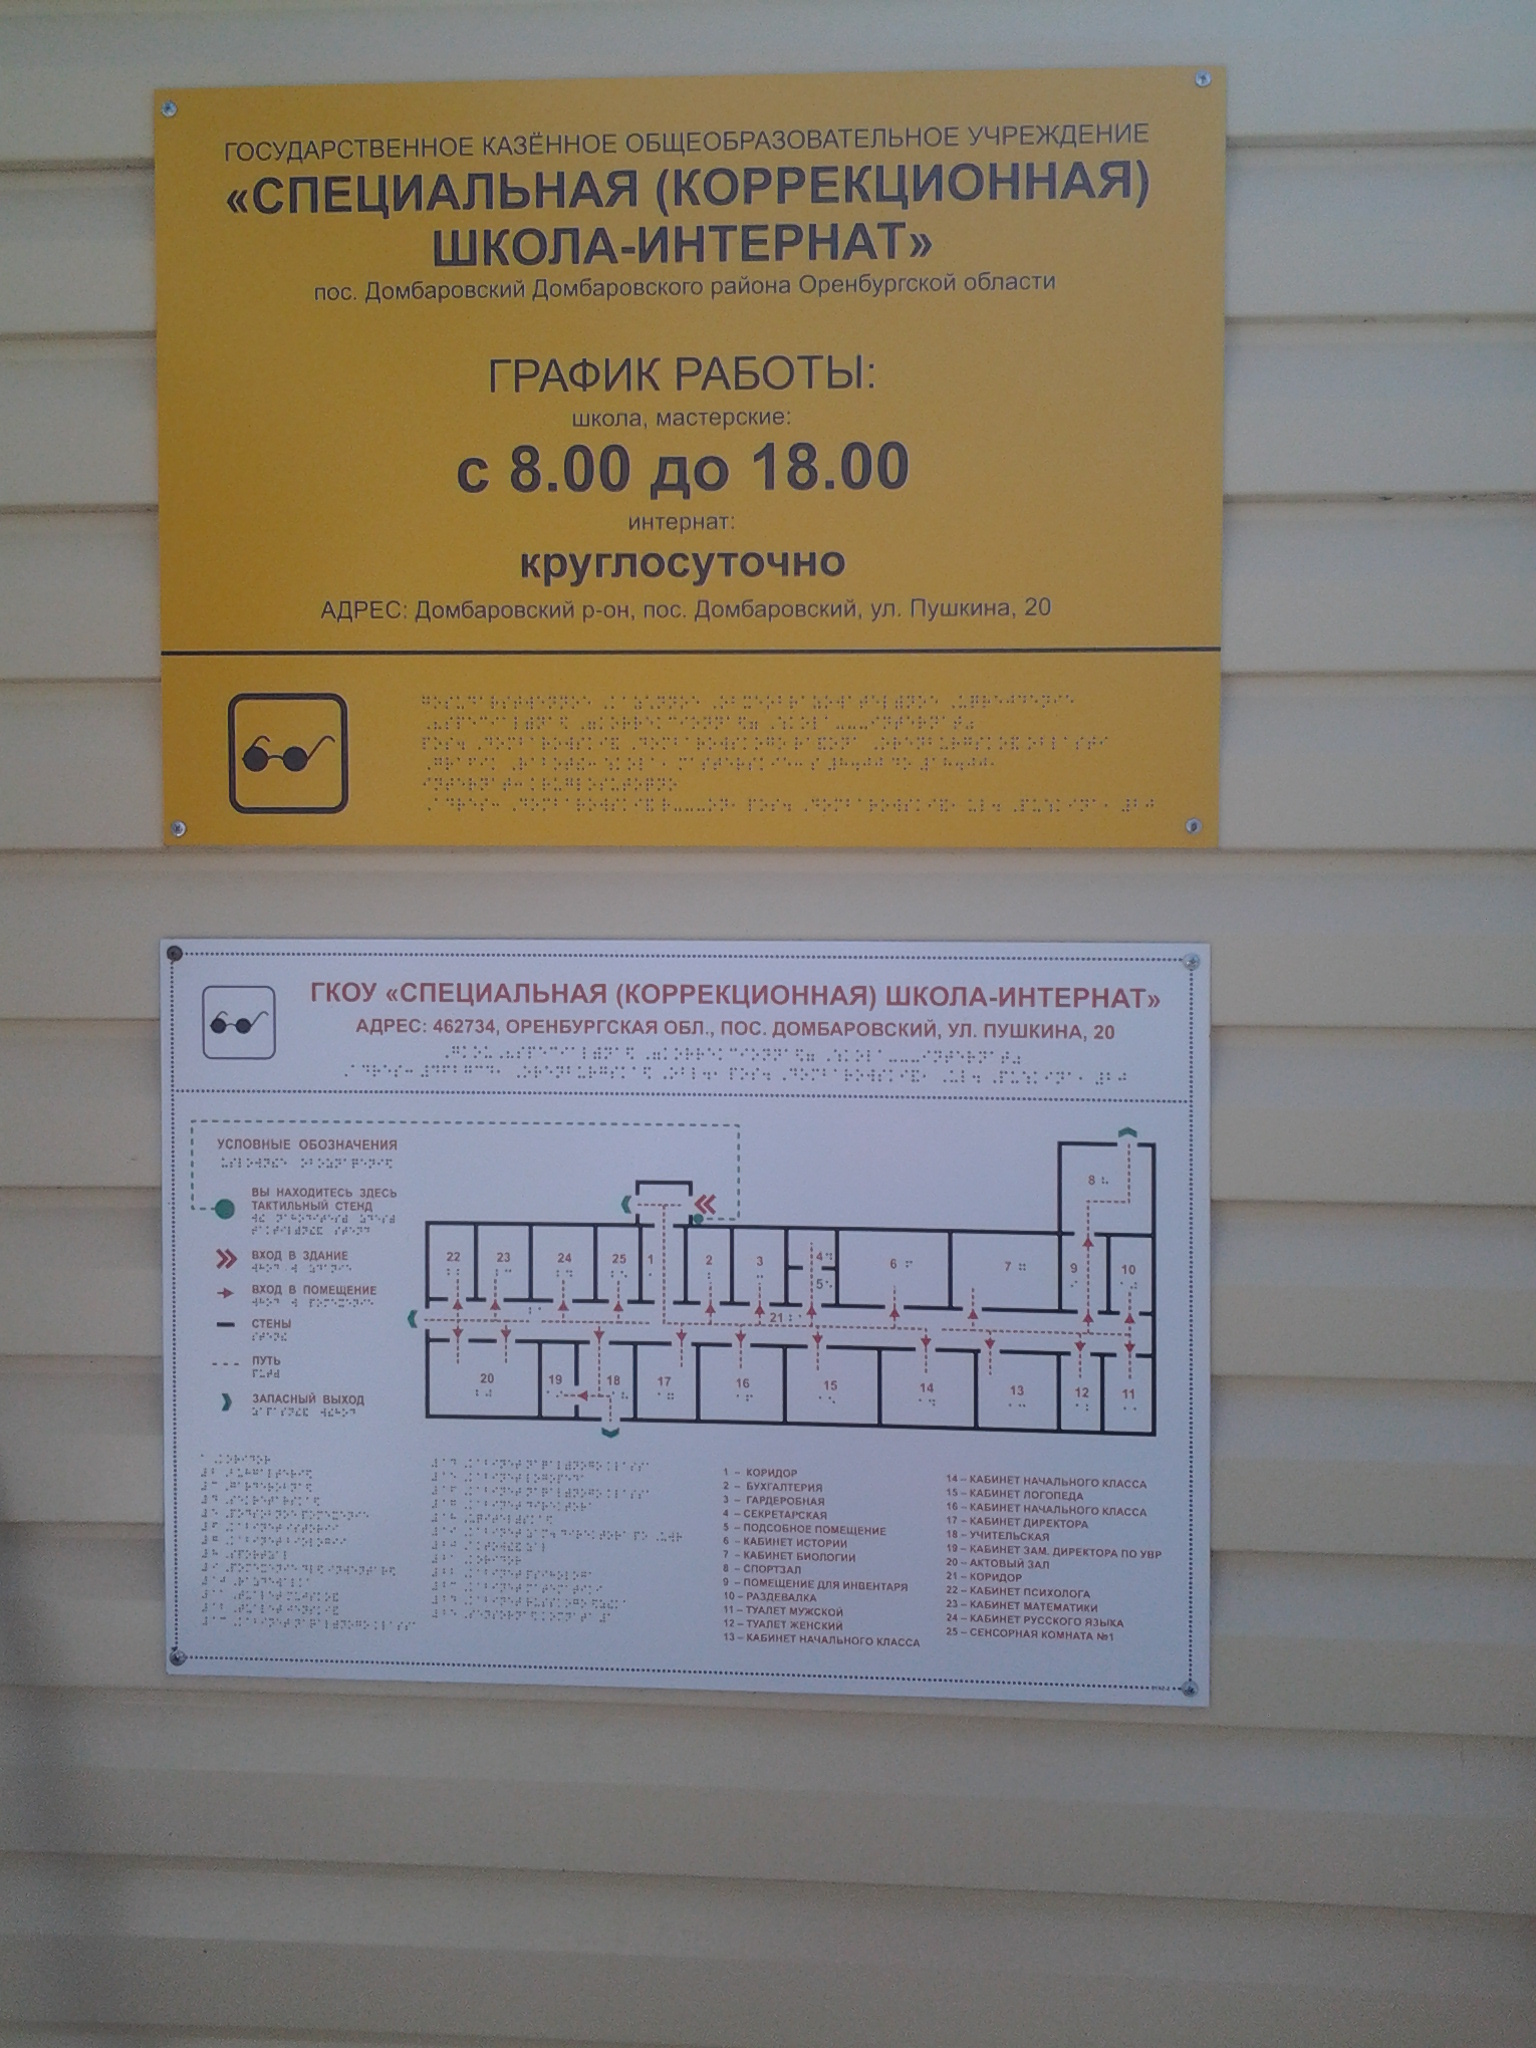 ГОСУДАРСТВЕННОЕ КАЗЁННОЕ ОБЩЕОБРАЗОВАТЕЛЬНОЕ УЧРЕЖДЕНИЕ
«СПЕЦИАЛЬНАЯ (КОРРЕКЦИОННАЯ)
ШКОЛА-ИНТЕРНАТ»
пос. Домбаровский Домбаровского района Оренбургской области
ГРАФИК РАБОТЫ:
школа, мастерские:
с 8.00 до 18.00
интернат:
круглосуточно
АДРЕС: Домбаровский р-он, пос. Домбаровский, ул. Пушкина, 20
ГКОУ «СПЕЦИАЛЬНАЯ (КОРРЕКЦИОННАЯ) ШКОЛА-ИНТЕРНАТ»
АДРЕС: 462734, ОРЕНБУРГСКАЯ ОБЛ., ПОС. ДОМБАРОВСКИЙ, УЛ. ПУШКИНА, 20
УСЛОВНЫЕ ОБОЗНАЧЕНИЯ
ВЫ НАХОДИТЕСЬ ЗДЕСЬ
ТАКТИЛЬНЫЙ СТЕНД
ВХОД В ЗДАНИЕ
ВХОД В ПОМЕЩЕНИЕ
СТЕНЫ
ПУТЬ
ЗАПАСНЫЙ ВЫХОД
8
22 23 24 25 1 2 3 4 6 7 9 10
5
21
20 19 18 17 16 15 14 13 12 11
1 – КОРИДОР
2 – БУХГАЛТЕРИЯ
3 – ГАРДЕРОБНАЯ
4 – СЕКРЕТАРСКАЯ
5 – ПОДСОБНОЕ ПОМЕЩЕНИЕ
6 – КАБИНЕТ ИСТОРИИ
7 – КАБИНЕТ БИОЛОГИИ
8 – СПОРТЗАЛ
9 – ПОМЕЩЕНИЕ ДЛЯ ИНВЕНТАРЯ
10 – РАЗДЕВАЛКА
11 – ТУАЛЕТ МУЖСКОЙ
12 – ТУАЛЕТ ЖЕНСКИЙ
13 – КАБИНЕТ НАЧАЛЬНОГО КЛАССА
14 – КАБИНЕТ НАЧАЛЬНОГО КЛАССА
15 – КАБИНЕТ ЛОГОПЕДА
16 – КАБИНЕТ НАЧАЛЬНОГО КЛАССА
17 – КАБИНЕТ ДИРЕКТОРА
18 – УЧИТЕЛЬСКАЯ
19 – КАБИНЕТ ЗАМ. ДИРЕКТОРА ПО УВР
20 – АКТОВЫЙ ЗАЛ
21 – КОРИДОР
22 – КАБИНЕТ ПСИХОЛОГА
23 – КАБИНЕТ МАТЕМАТИКИ
24 – КАБИНЕТ РУССКОГО ЯЗЫКА
25 – СЕНСОРНАЯ КОМНАТА №1